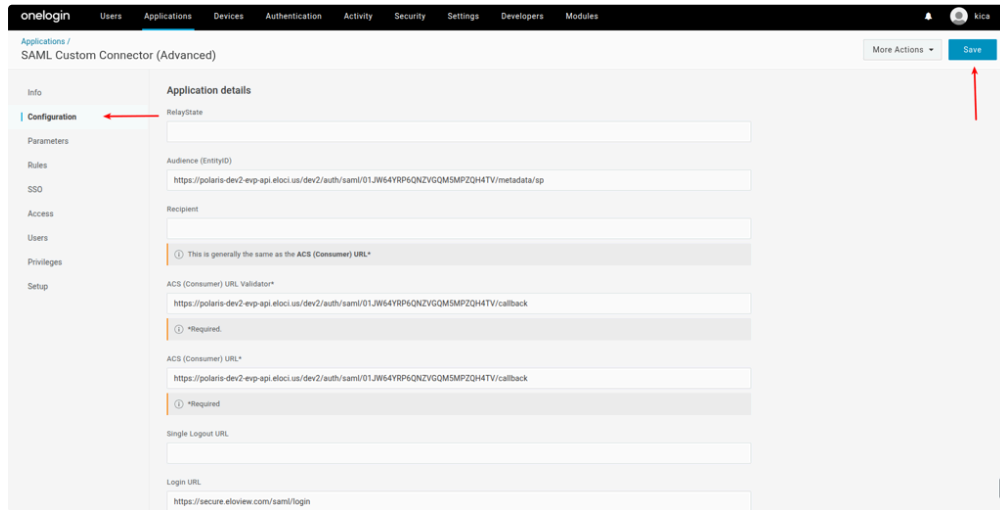 onelogin Users Applications Devices Authentication Activity Security Settings Developers Modules kica
Applications /
SAML Custom Connector (Advanced)
More Actions
Save
Info
Configuration
Parameters
Rules
SSO
Access
Users
Privileges
Setup
Application details
RelayState
Audience (EntityID)
https://polaris-dev2-evp-api.eloci.us/dev2/auth/saml/01JW64YRP6QNZVGQM5MPZQH4TV/metadata/sp
Recipient
This is generally the same as the ACS (Consumer) URL*
ACS (Consumer) URL Validator*
https://polaris-dev2-evp-api.eloci.us/dev2/auth/saml/01JW64YRP6QNZVGQM5MPZQH4TV/callback
*Required.
ACS (Consumer) URL*
https://polaris-dev2-evp-api.eloci.us/dev2/auth/saml/01JW64YRP6QNZVGQM5MPZQH4TV/callback
*Required
Single Logout URL
Login URL
https://secure.eloview.com/saml/login